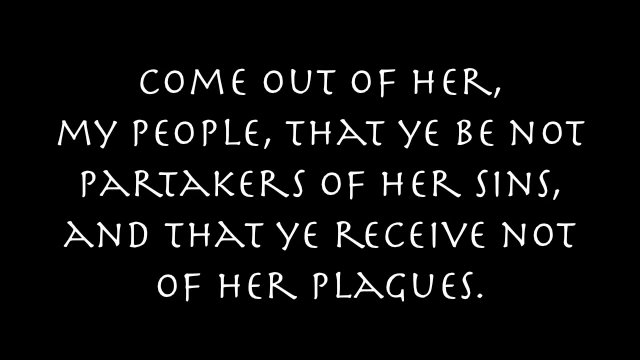 COME OUT OF HER,
MY PEOPLE, THAT YE BE NOT
PARTAKERS OF HER SINS,
AND THAT YE RECEIVE NOT
OF HER PLAGUES.